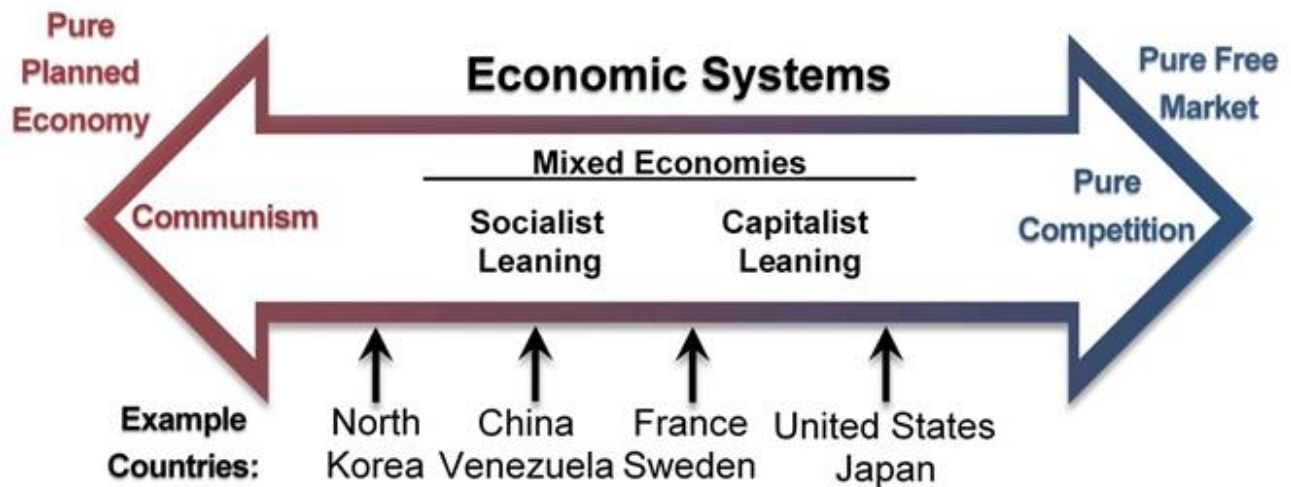 Pure
Planned
Economy
Economic Systems
Pure Free
Market
Mixed Economies
Communism
Socialist
Leaning
Capitalist
Leaning
Pure
Competition
Example
Countries:
North
Korea
China
Venezuela
France
Sweden
United States
Japan